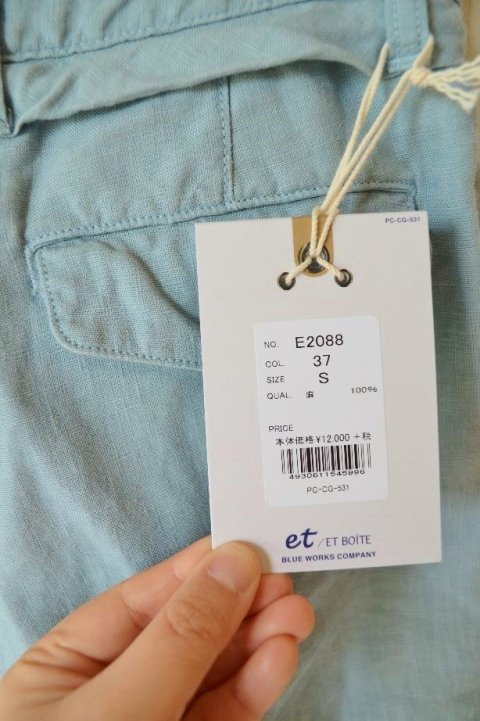 PC-CG-531
NO. E2088
COL. 37
SIZE S
QUAL. 麻 100%
PRICE
本体価格¥12,000 +税
4930611545996
PC-CG-531
et / ET BOÎTE
BLUE WORKS COMPANY